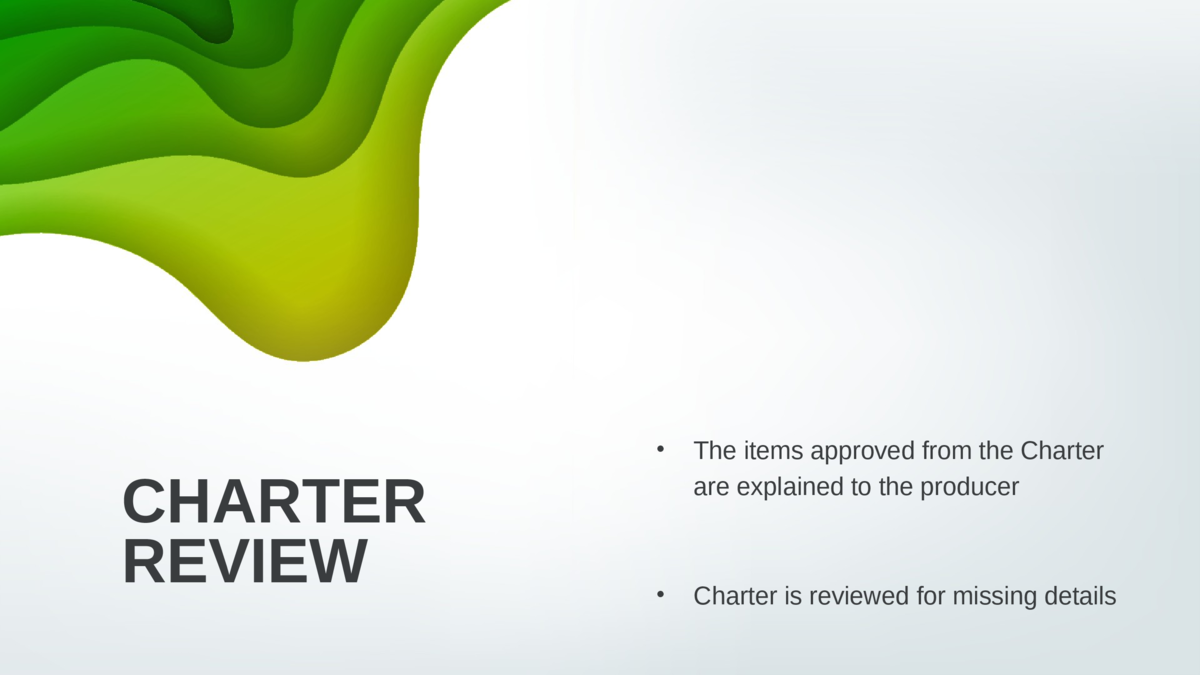 CHARTER
REVIEW
• The items approved from the Charter
are explained to the producer
• Charter is reviewed for missing details